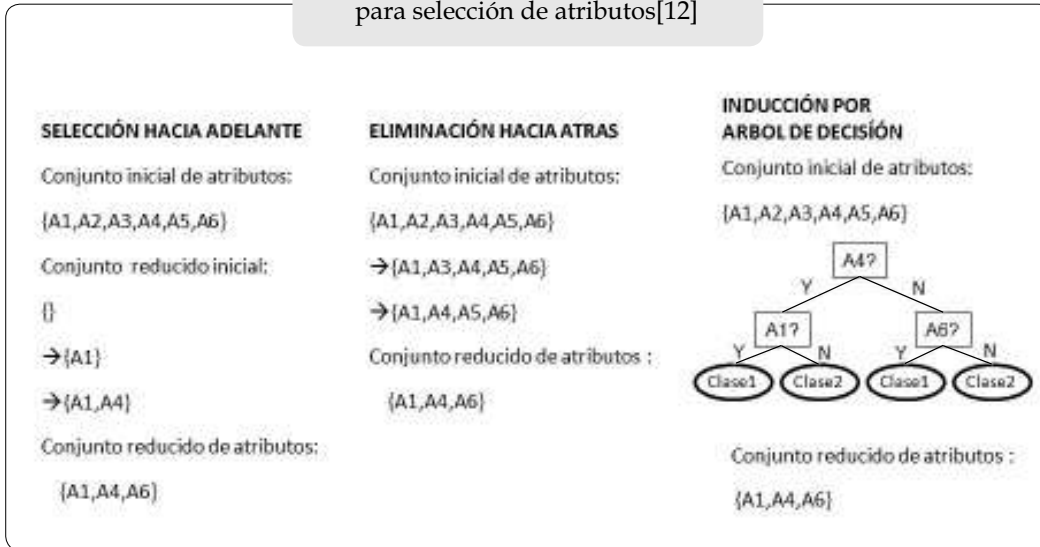 para selección de atributos[12]
SELECCIÓN HACIA ADELANTE
Conjunto inicial de atributos:
{A1,A2,A3,A4,A5,A6}
Conjunto reducido inicial:
{}
→{A1}
→{A1,A4}
Conjunto reducido de atributos:
{A1,A4,A6}
ELIMINACIÓN HACIA ATRAS
Conjunto inicial de atributos:
{A1,A2,A3,A4,A5,A6}
→{A1,A3,A4,A5,A6}
→{A1,A4,A5,A6}
Conjunto reducido de atributos :
{A1,A4,A6}
INDUCCIÓN POR
ARBOL DE DECISÍÓN
Conjunto inicial de atributos:
{A1,A2,A3,A4,A5,A6}
A4?
Y N
A1? A6?
Y N Y N
Clase1 Clase2 Clase1 Clase2
Conjunto reducido de atributos :
{A1,A4,A6}